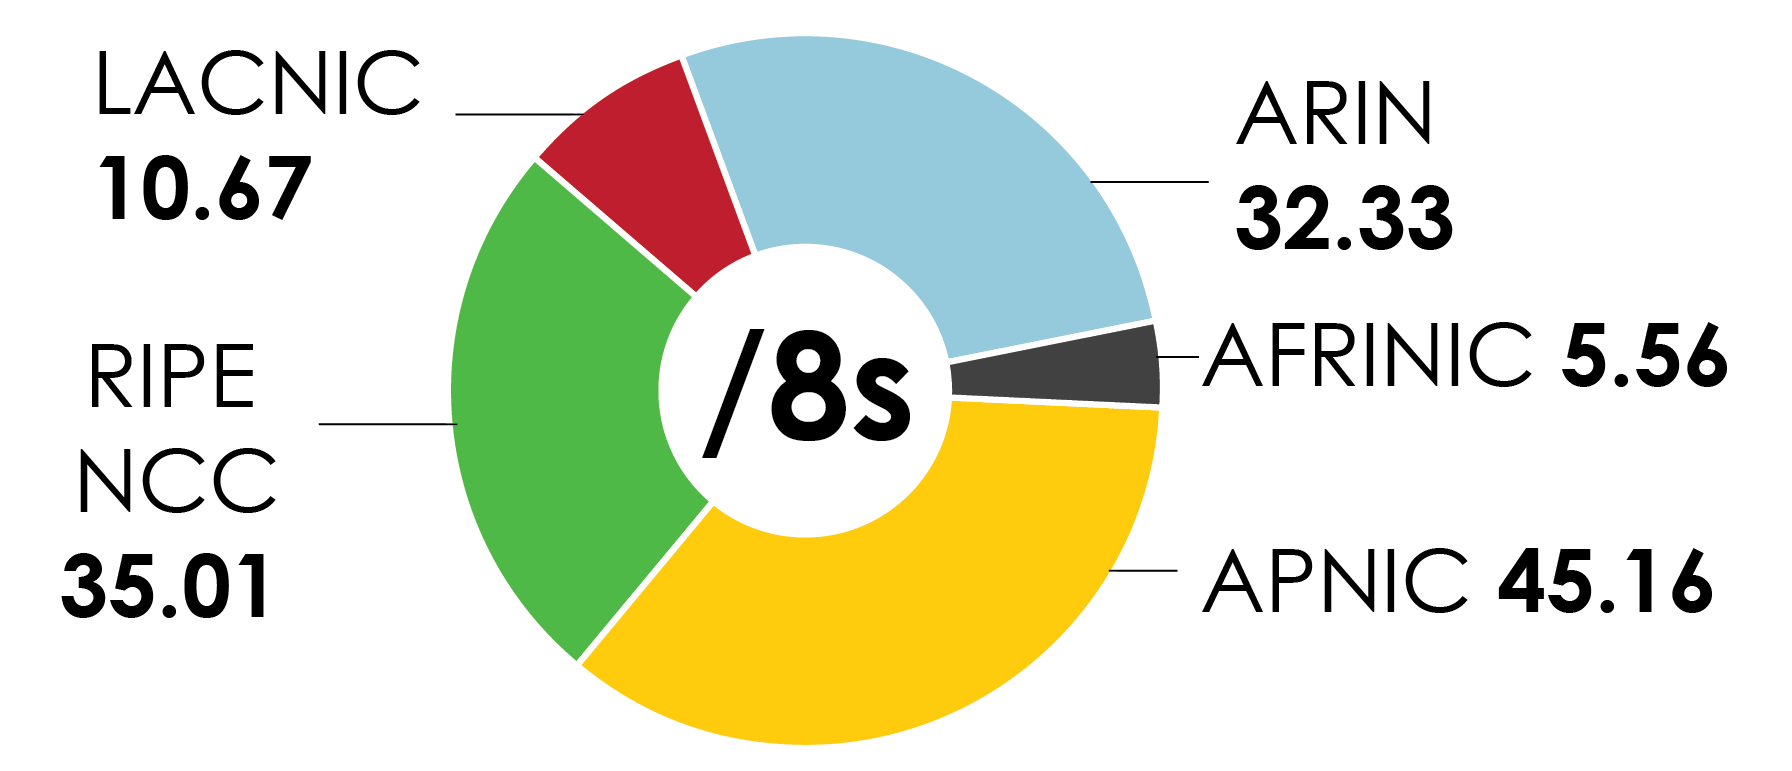 LACNIC
10.67
ARIN
32.33
RIPE
NCC
35.01
/8s
AFRINIC 5.56
APNIC 45.16